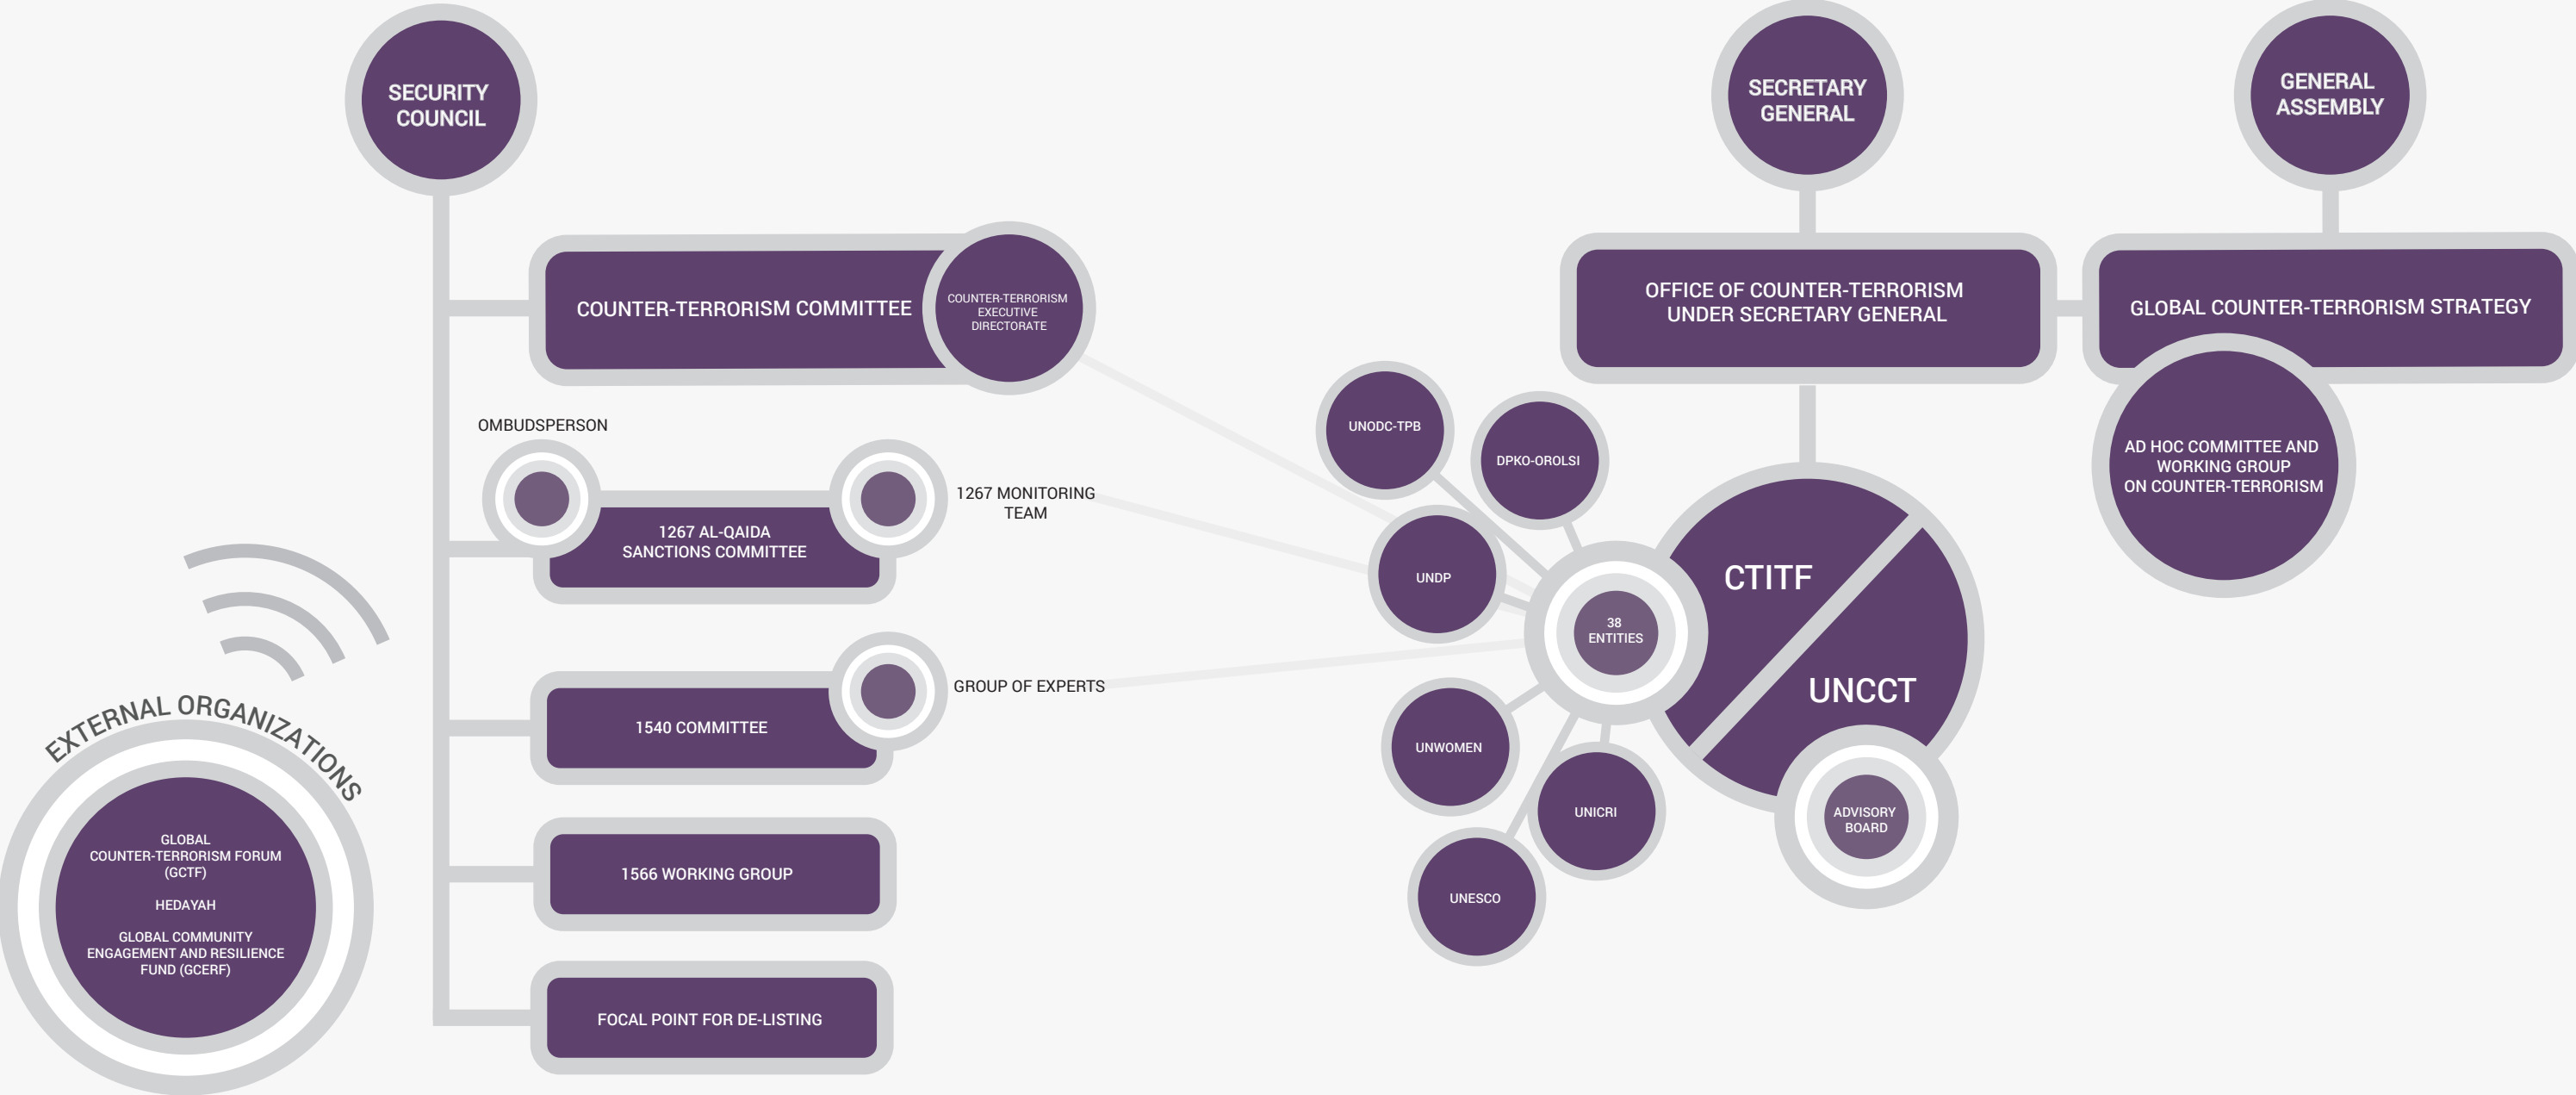 SECURITY
COUNCIL
SECRETARY
GENERAL
GENERAL
ASSEMBLY
COUNTER-TERRORISM COMMITTEE
COUNTER-TERRORISM
EXECUTIVE
DIRECTORATE
OFFICE OF COUNTER-TERRORISM
UNDER SECRETARY GENERAL
GLOBAL COUNTER-TERRORISM STRATEGY
AD HOC COMMITTEE AND
WORKING GROUP
ON COUNTER-TERRORISM
OMBUDSPERSON
1267 AL-QAIDA
SANCTIONS COMMITTEE
1267 MONITORING
TEAM
1540 COMMITTEE
GROUP OF EXPERTS
1566 WORKING GROUP
FOCAL POINT FOR DE-LISTING
UNODC-TPB
DPKO-OROLSI
UNDP
38
ENTITIES
CTITF
UNCCT
UNWOMEN
UNICRI
UNESCO
ADVISORY
BOARD
EXTERNAL ORGANIZATIONS
GLOBAL
COUNTER-TERRORISM FORUM
(GCTF)
HEDAYAH
GLOBAL COMMUNITY
ENGAGEMENT AND RESILIENCE
FUND (GCERF)